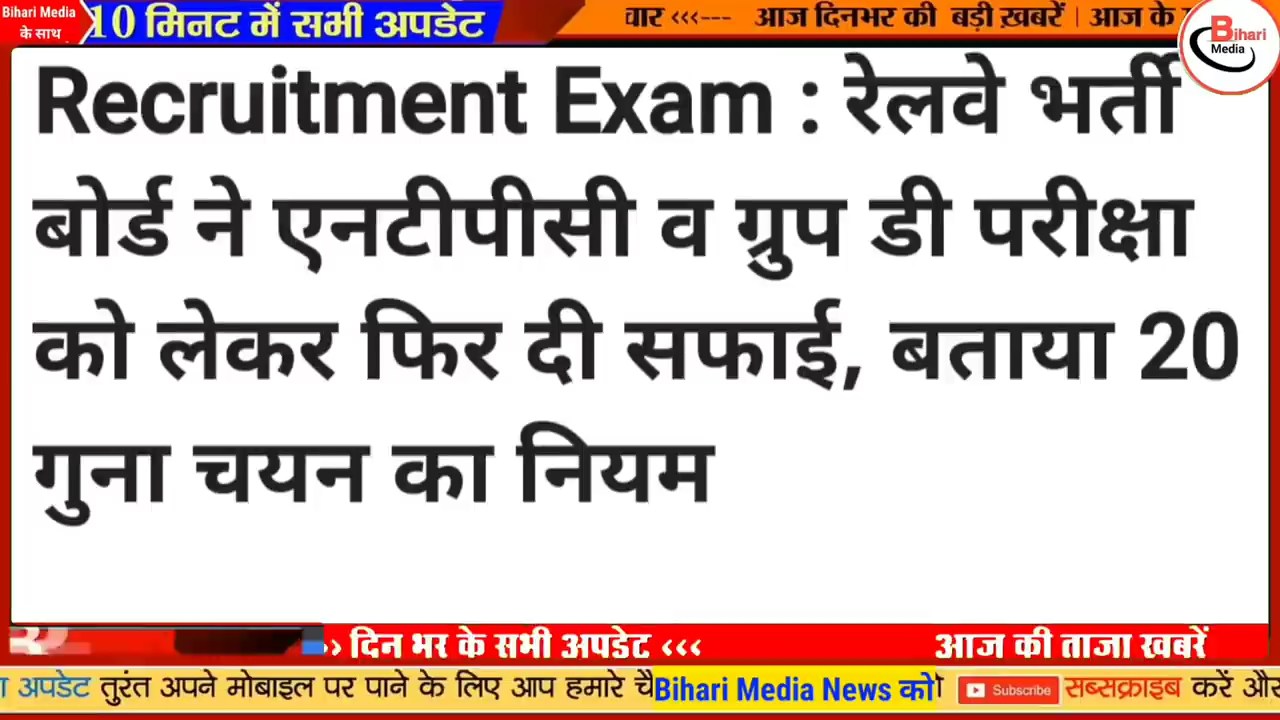 Bihari Media
के साथ
10 मिनट में सभी अपडेट
<<<--- आज दिनभर की बड़ी ख़बरें | आज के
Bihari
Media
Recruitment Exam : रेलवे भर्ती
बोर्ड ने एनटीपीसी व ग्रुप डी परीक्षा
को लेकर फिर दी सफाई, बताया 20
गुना चयन का नियम
›› दिन भर के सभी अपडेट <<<
आज की ताजा खबरें
अपडेट तुरंत अपने मोबाइल पर पाने के लिए आप हमारे Bihari Media News को Subscribe सब्सक्राइब करें